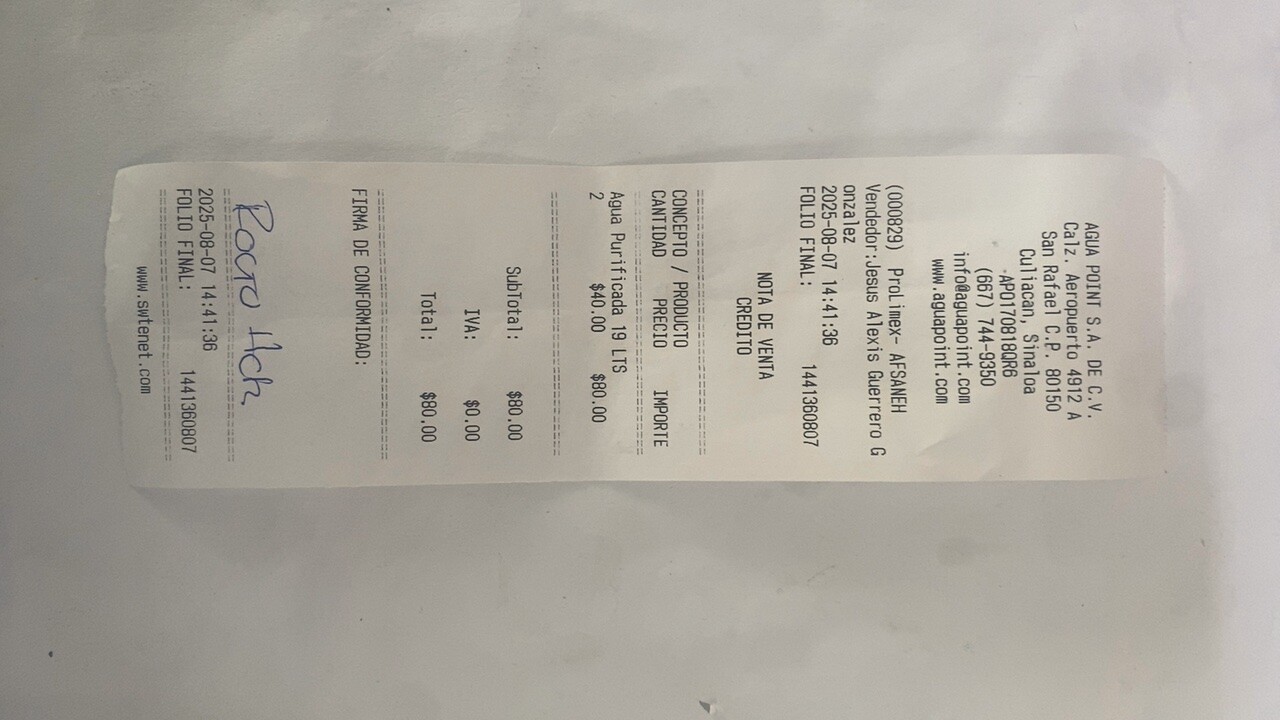 AGUA POINT S.A. DE C.V.
Calz. Aeropuerto 4912 A
San Rafael C.P. 80150
Culiacan, Sinaloa
APO170818QR6
(667) 744-9350
info@aguapoint.com
www.aguapoint.com
(000829) ProLimex- AFSANEH
Vendedor:Jesus Alexis Guerrero G
onzalez
2025-08-07 14:41:36
FOLIO FINAL: 1441360807
NOTA DE VENTA
CREDITO
CONCEPTO / PRODUCTO
CANTIDAD PRECIO IMPORTE
Agua Purificada 19 LTS
2 $40.00 $80.00
SubTotal: $80.00
IVA: $0.00
Total: $80.00
FIRMA DE CONFORMIDAD:
Rocio Hch.
2025-08-07 14:41:36
FOLIO FINAL: 1441360807
www.swtenet.com